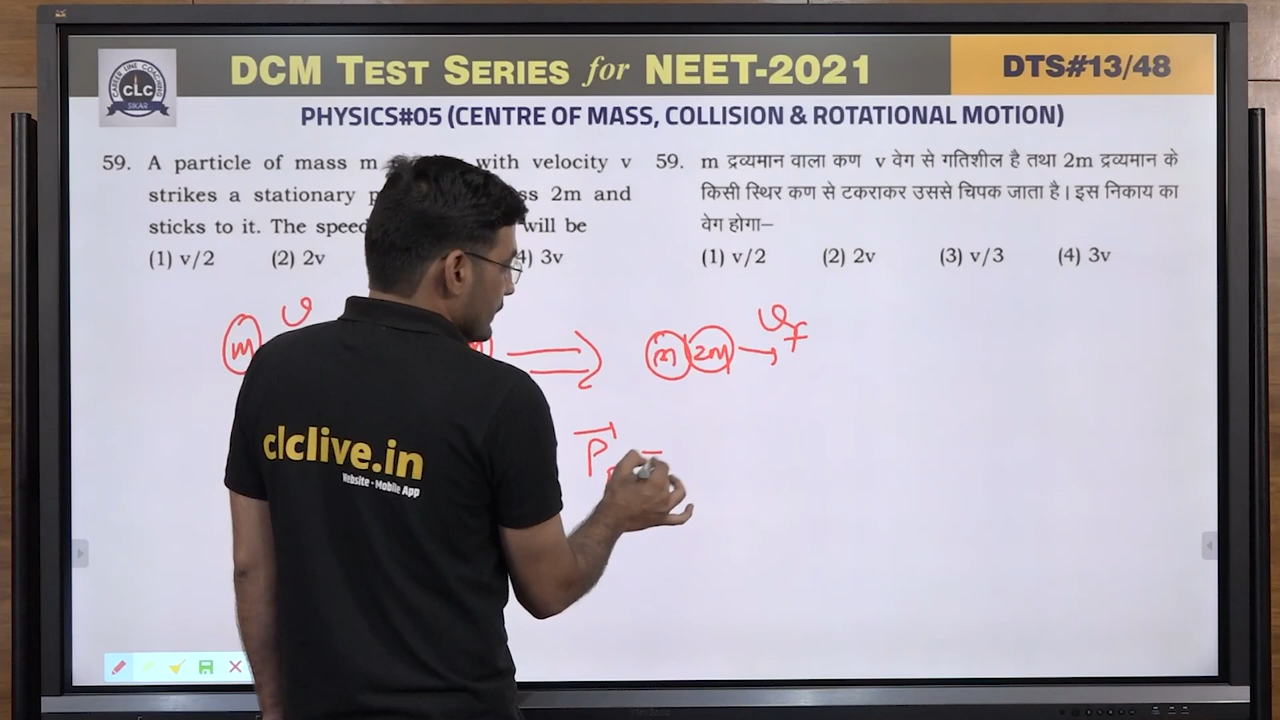 DCM TEST SERIES for NEET-2021
DTS#13/48
CAREER LINE COACHING
CLC
SIKAR
PHYSICS#05 (CENTRE OF MASS, COLLISION & ROTATIONAL MOTION)
59. A particle of mass m with velocity v
strikes a stationary 2m and
sticks to it. The speed will be
(1) v/2 (2) 2v 4) 3v
59. m द्रव्यमान वाला कण v वेग से गतिशील है तथा 2m द्रव्यमान के
किसी स्थिर कण से टकराकर उससे चिपक जाता है। इस निकाय का
वेग होगा–
(1) v/2 (2) 2v (3) v/3 (4) 3v
m v
m 2m vf
P =
clclive.in
Website - Mobile App